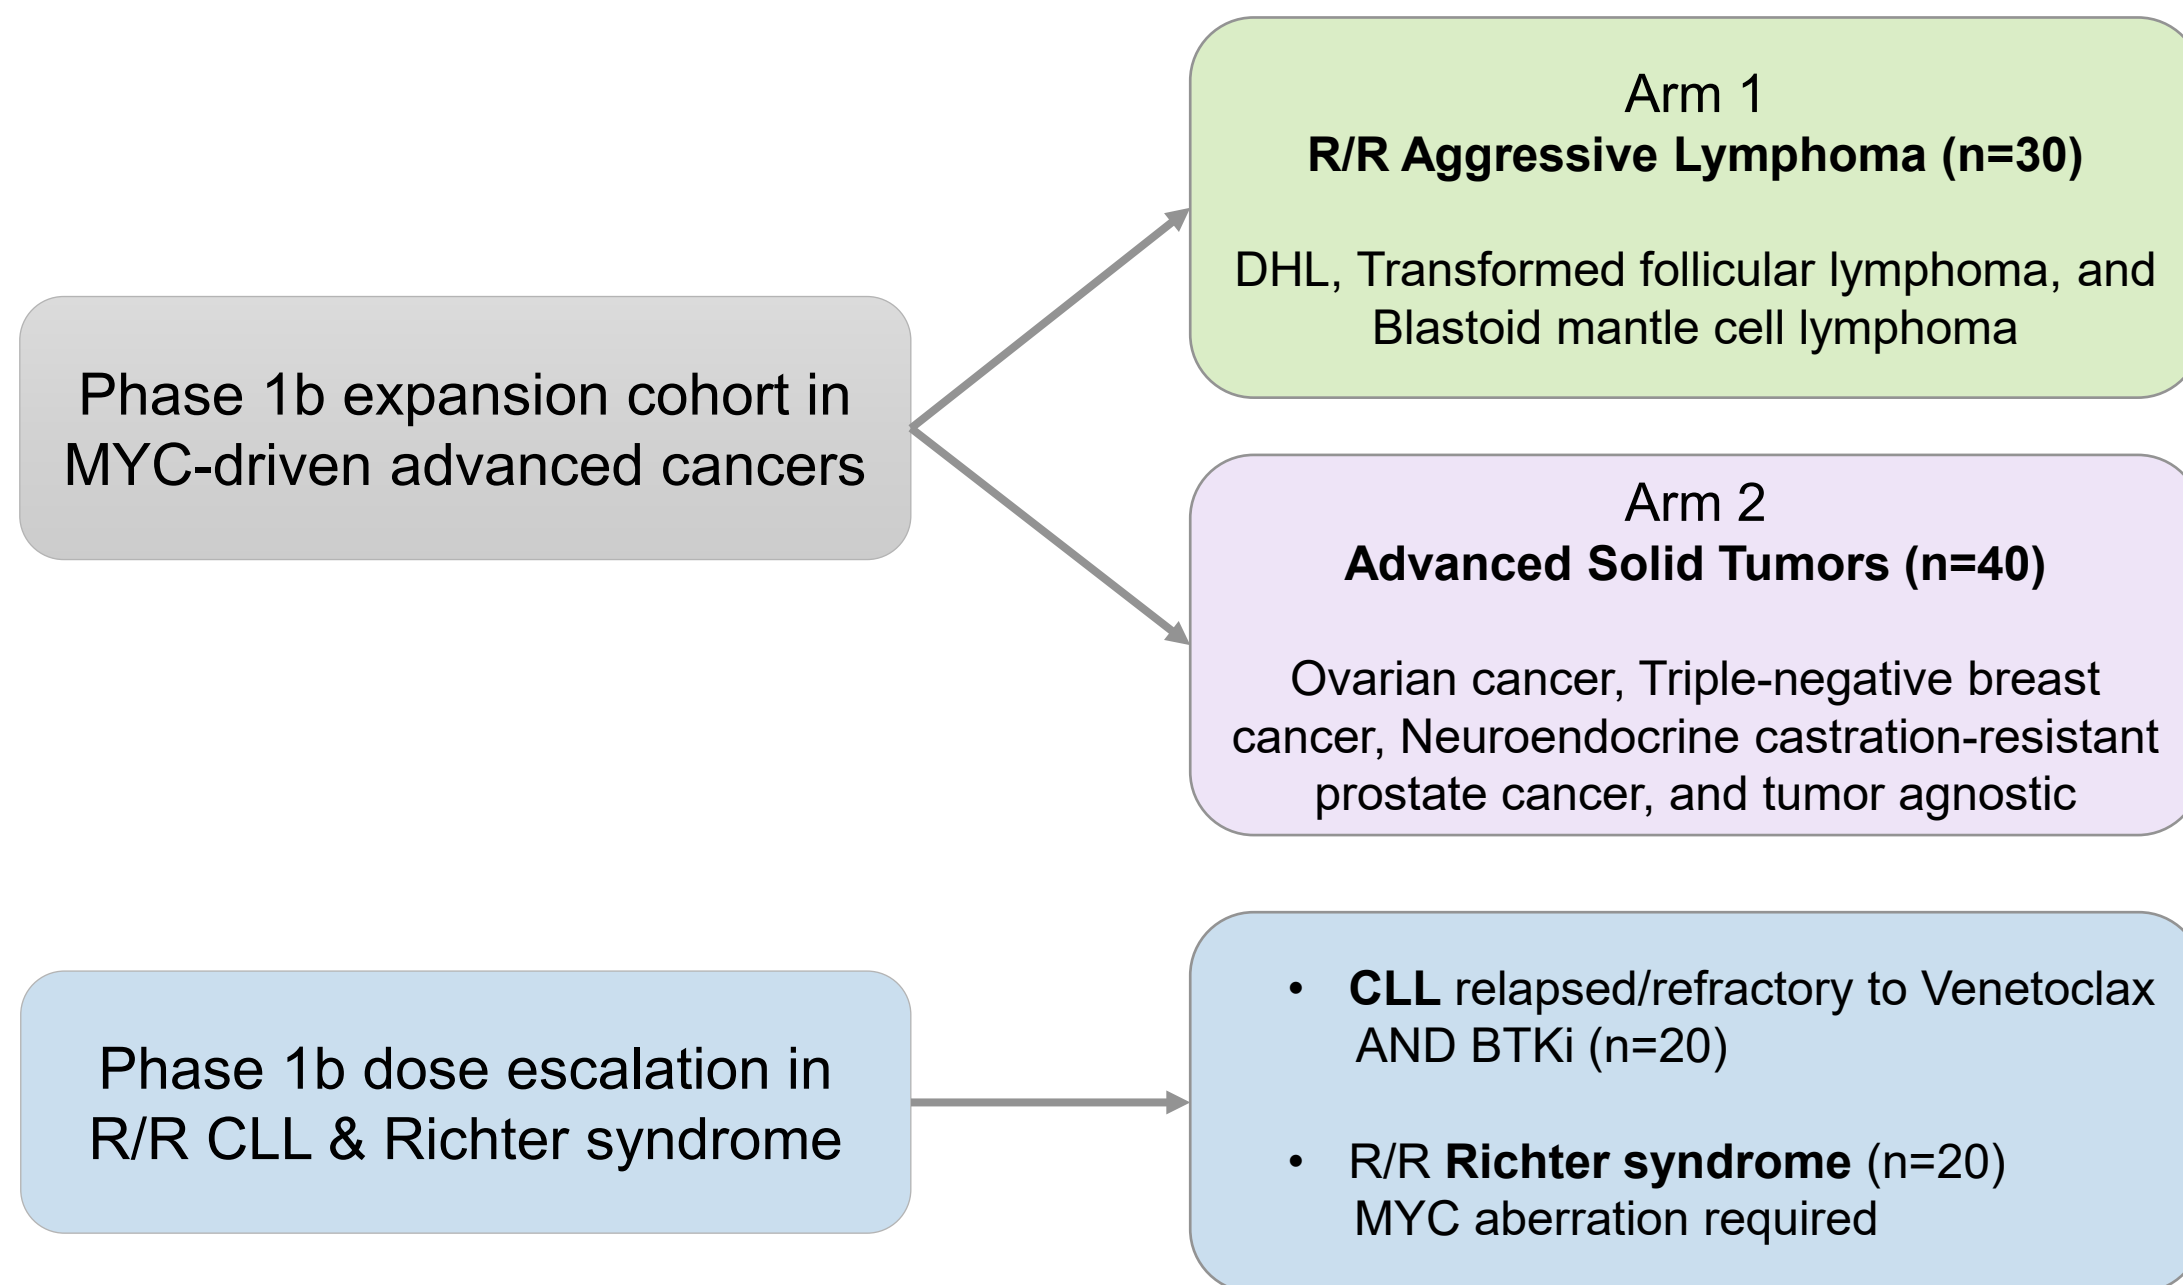 Phase 1b expansion cohort in
MYC-driven advanced cancers
Arm 1
R/R Aggressive Lymphoma (n=30)
DHL, Transformed follicular lymphoma, and
Blastoid mantle cell lymphoma
Arm 2
Advanced Solid Tumors (n=40)
Ovarian cancer, Triple-negative breast
cancer, Neuroendocrine castration-resistant
prostate cancer, and tumor agnostic
Phase 1b dose escalation in
R/R CLL & Richter syndrome
• CLL relapsed/refractory to Venetoclax
AND BTKi (n=20)
• R/R Richter syndrome (n=20)
MYC aberration required